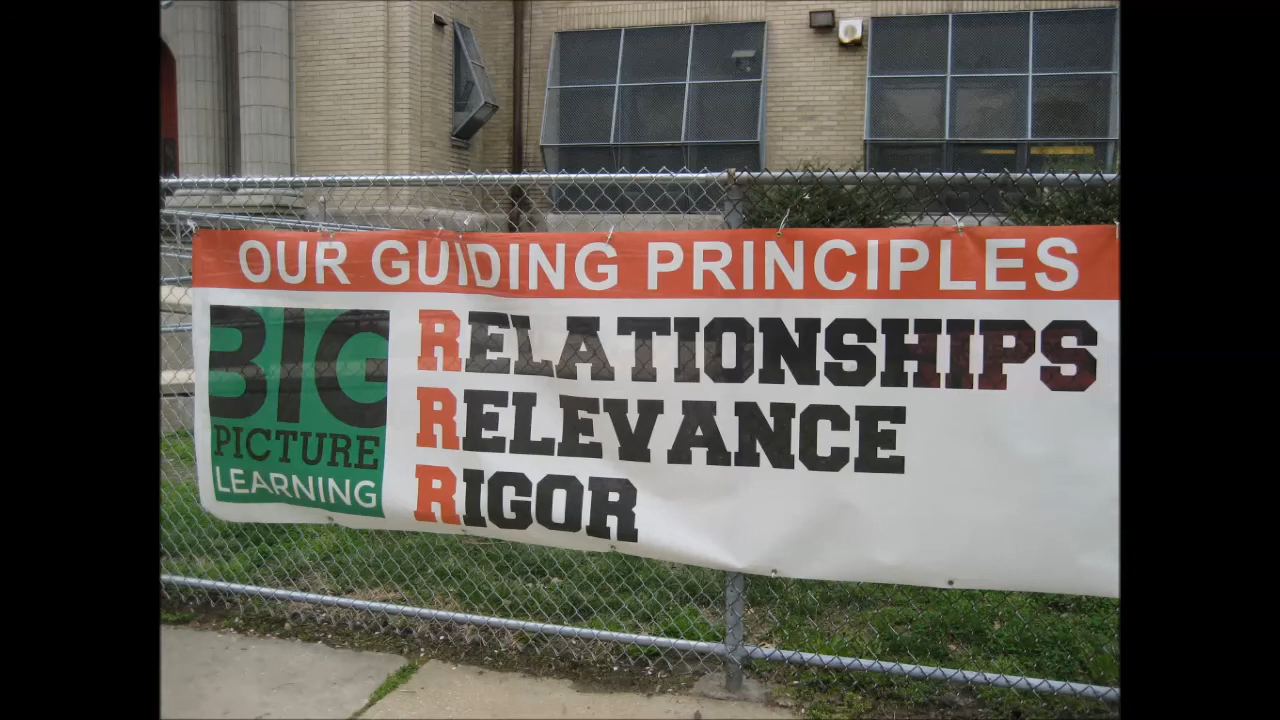 OUR GUIDING PRINCIPLES
BIG
PICTURE
LEARNING
RELATIONSHIPS
RELEVANCE
RIGOR